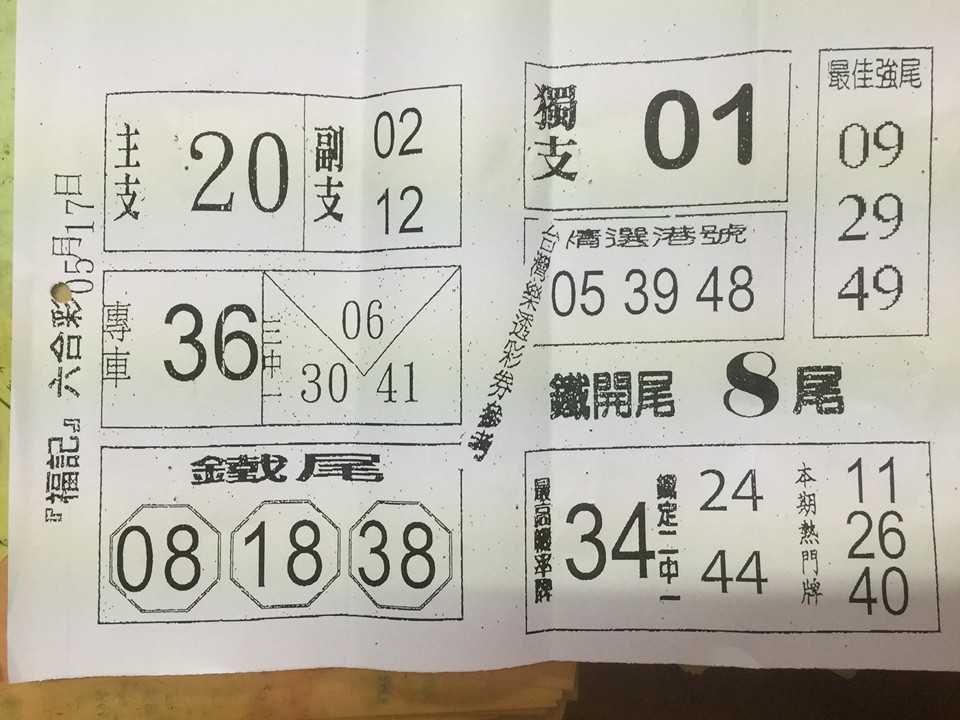 『福記』六合彩 05月17日
主支
20
副支
02
12
專車
36
三中一
06
30 41
鐵尾
08 18 38
獨支
01
最佳強尾
09
29
49
精選港號
05 39 48
台灣樂透彩券
鐵開尾 8 尾
最高機率牌
34
鐵定二中一
24
44
本期熱門牌
11
26
40